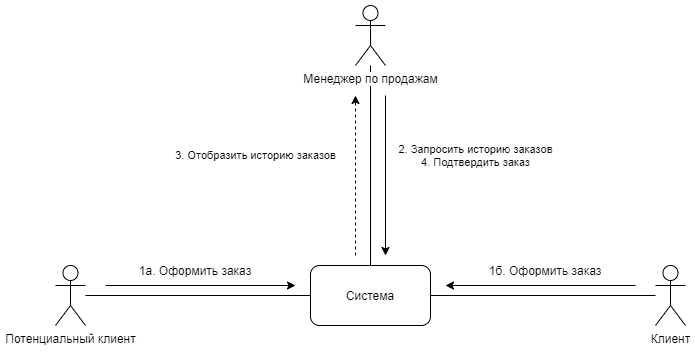 Менеджер по продажам
3. Отобразить историю заказов
2. Запросить историю заказов
4. Подтвердить заказ
1а. Оформить заказ
1б. Оформить заказ
Система
Потенциальный клиент
Клиент